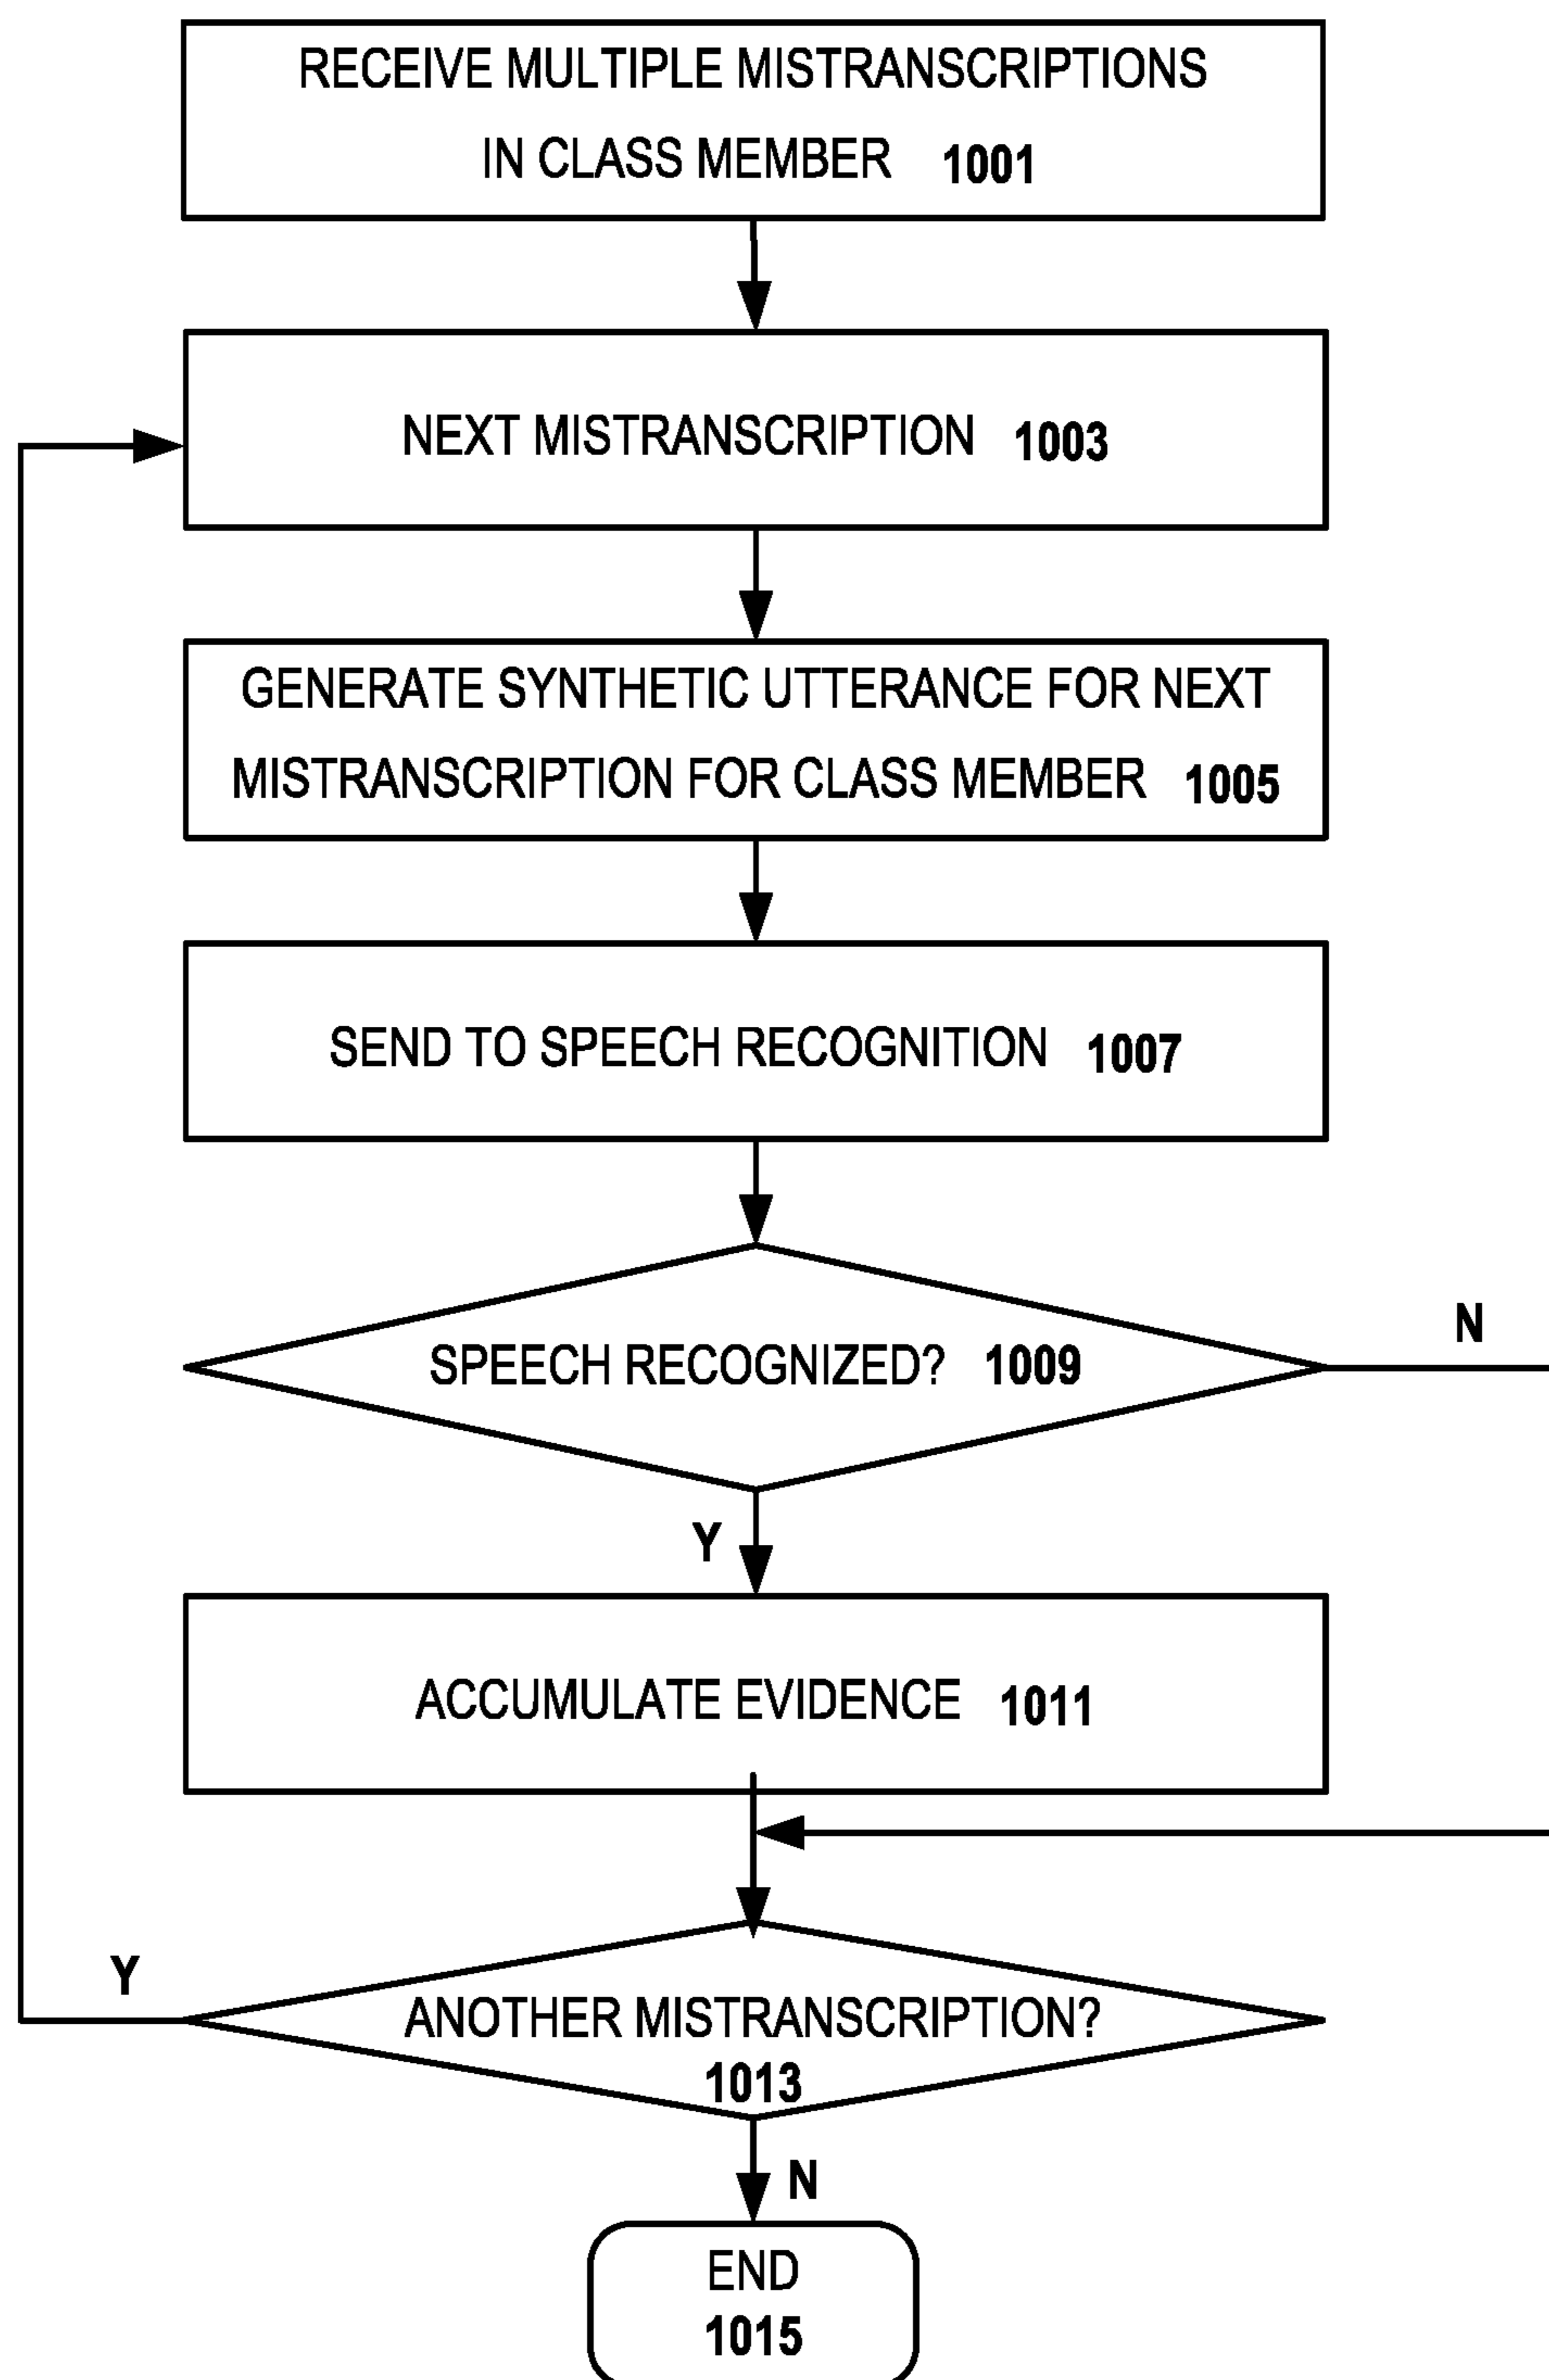 RECEIVE MULTIPLE MISTRANSCRIPTIONS
IN CLASS MEMBER 1001
NEXT MISTRANSCRIPTION 1003
GENERATE SYNTHETIC UTTERANCE FOR NEXT
MISTRANSCRIPTION FOR CLASS MEMBER 1005
SEND TO SPEECH RECOGNITION 1007
N
SPEECH RECOGNIZED? 1009
Y
ACCUMULATE EVIDENCE 1011
Y
ANOTHER MISTRANSCRIPTION?
1013
N
END
1015